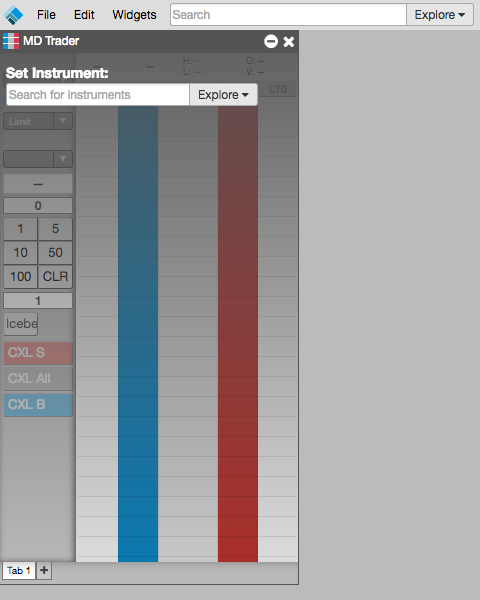 File Edit Widgets Search Explore
MD Trader
H: —
O: —
L: —
V: —
Set Instrument:
Search for instruments Explore
LTQ
Limit
—
0
1 5
10 50
100 CLR
1
Icebe
CXL S
CXL All
CXL B
Tab 1 +